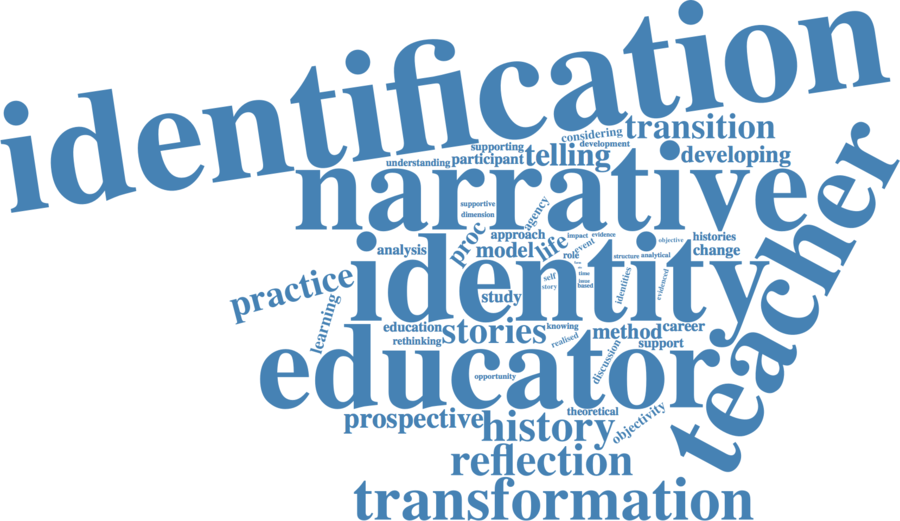 identification
transition
considering
development
supporting
telling
developing
understanding
participant
narrative
teacher
supportive
dimension
agency
proc
approach
impact
evidence
objective
histories
analysis
model
life
event
role
structure
analytical
change
identity
practice
self
story
time
based
identities
evidenced
study
learning
education
stories
knowing
method
career
rethinking
realised
support
educator
discussion
opportunity
prospective
history
theoretical
objectivity
reflection
transformation